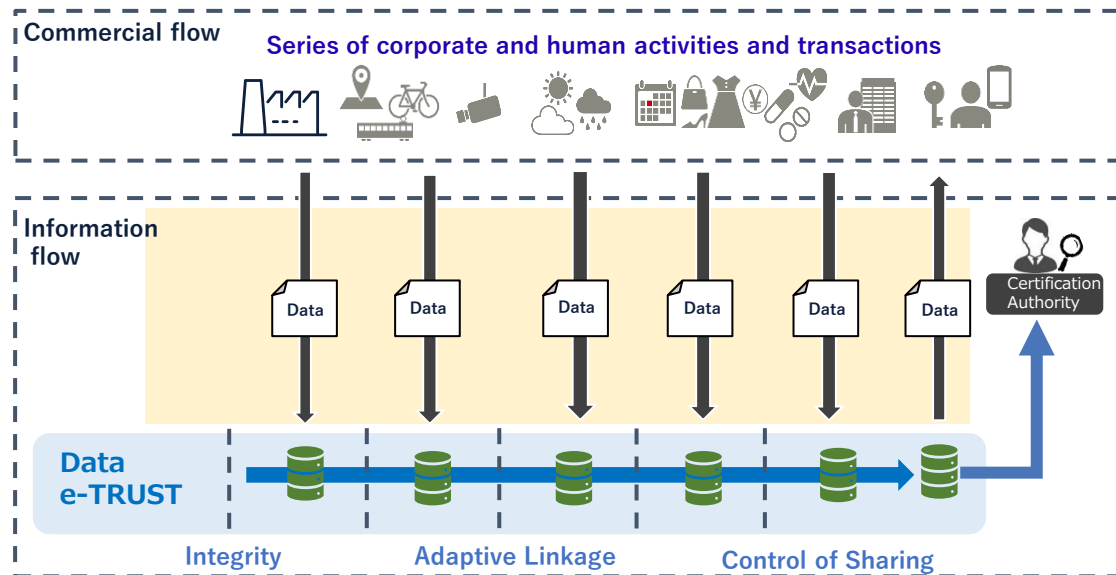 Commercial flow
Series of corporate and human activities and transactions
¥
Information
flow
Data
Data
Data
Data
Data
Data
Certification
Authority
Data
e-TRUST
Integrity
Adaptive Linkage
Control of Sharing